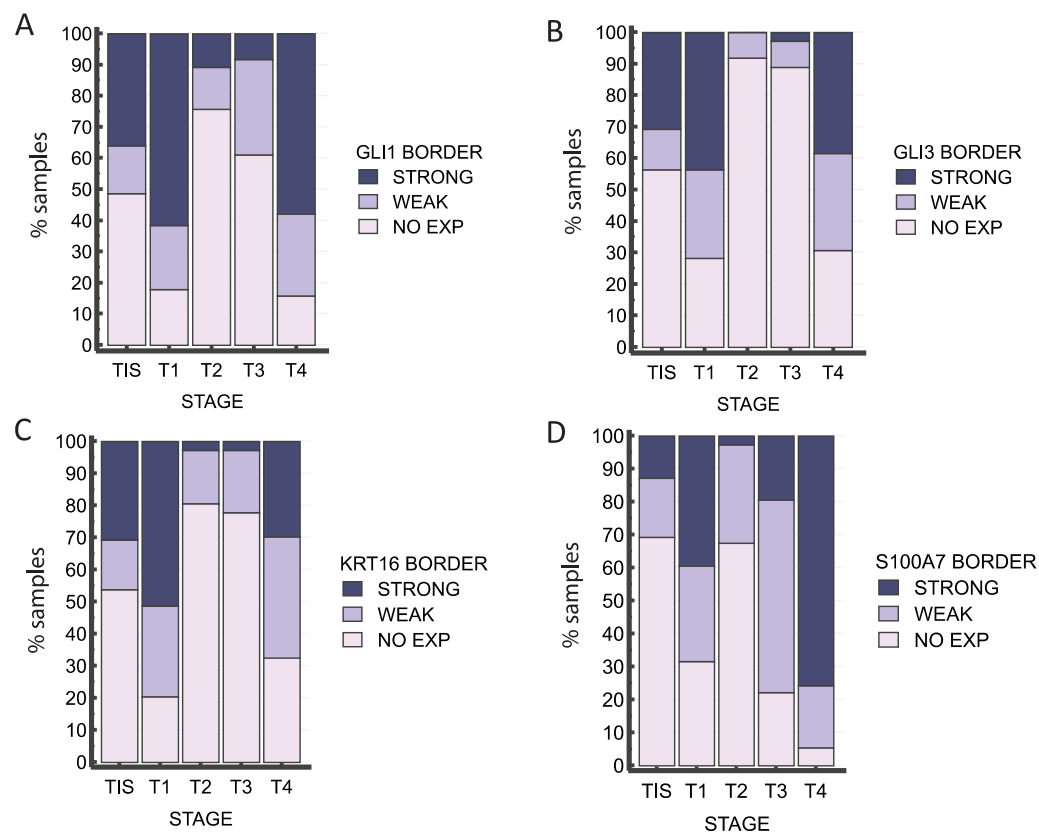 A
100
90
80
70
60
50
40
30
20
10
0
% samples
TIS T1 T2 T3 T4
STAGE
GLI1 BORDER
STRONG
WEAK
NO EXP
B
100
90
80
70
60
50
40
30
20
10
0
% samples
TIS T1 T2 T3 T4
STAGE
GLI3 BORDER
STRONG
WEAK
NO EXP
C
100
90
80
70
60
50
40
30
20
10
0
% samples
TIS T1 T2 T3 T4
STAGE
KRT16 BORDER
STRONG
WEAK
NO EXP
D
100
90
80
70
60
50
40
30
20
10
0
% samples
TIS T1 T2 T3 T4
STAGE
S100A7 BORDER
STRONG
WEAK
NO EXP